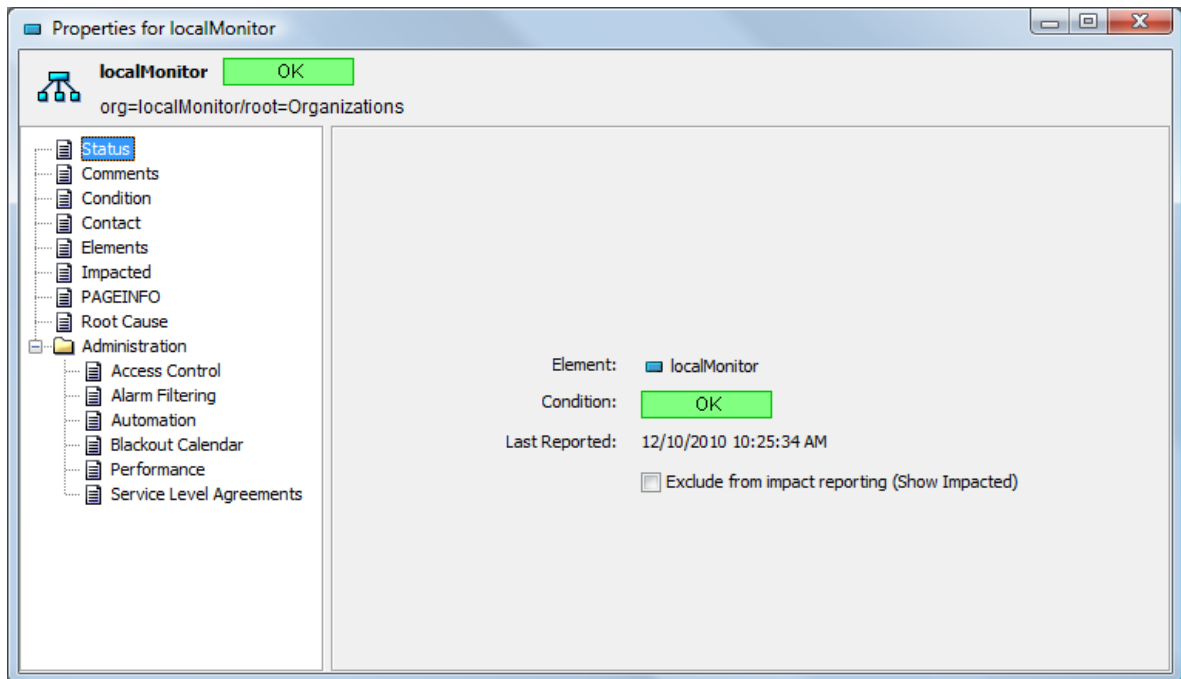 Properties for localMonitor
localMonitor OK
org=localMonitor/root=Organizations
Status
Comments
Condition
Contact
Elements
Impacted
PAGEINFO
Root Cause
Administration
Access Control
Alarm Filtering
Automation
Blackout Calendar
Performance
Service Level Agreements
Element: localMonitor
Condition: OK
Last Reported: 12/10/2010 10:25:34 AM
Exclude from impact reporting (Show Impacted)